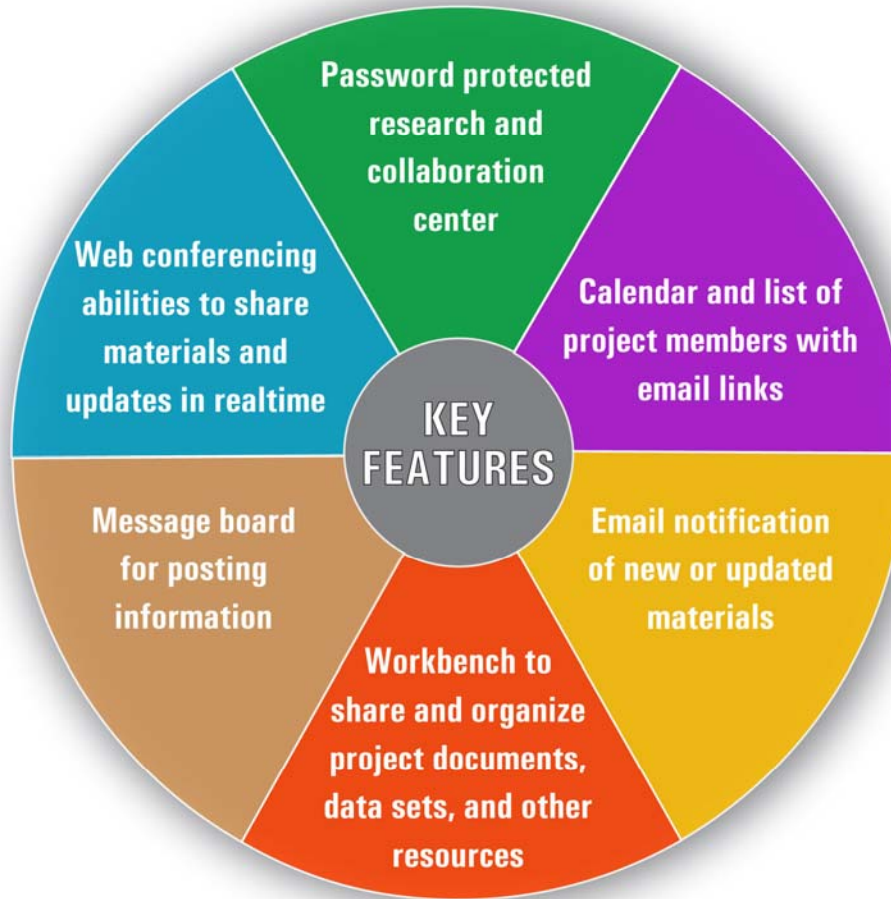 Password protected
research and
collaboration
center
Calendar and list of
project members with
email links
Email notification
of new or updated
materials
Workbench to
share and organize
project documents,
data sets, and other
resources
Message board
for posting
information
Web conferencing
abilities to share
materials and
updates in realtime
KEY
FEATURES